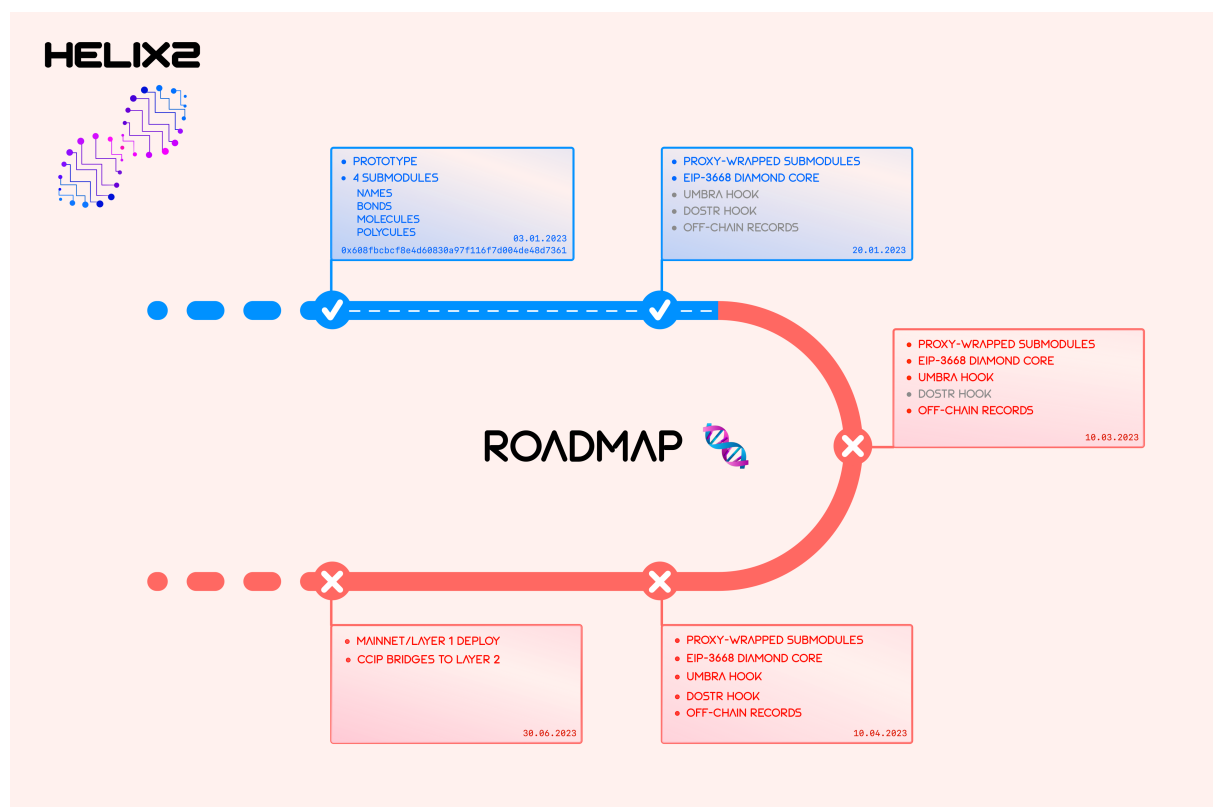 HELIX2
PROTOTYPE
4 SUBMODULES
NAMES
BONDS
MOLECULES
POLYCULES
03.01.2023
0x608fbcbcf8e4d60830a97f116f7d004de48d7361
PROXY-WRAPPED SUBMODULES
EIP-3668 DIAMOND CORE
UMBRA HOOK
DOSTR HOOK
OFF-CHAIN RECORDS
20.01.2023
PROXY-WRAPPED SUBMODULES
EIP-3668 DIAMOND CORE
UMBRA HOOK
DOSTR HOOK
OFF-CHAIN RECORDS
10.03.2023
ROADMAP
MAINNET/LAYER 1 DEPLOY
CCIP BRIDGES TO LAYER 2
30.06.2023
PROXY-WRAPPED SUBMODULES
EIP-3668 DIAMOND CORE
UMBRA HOOK
DOSTR HOOK
OFF-CHAIN RECORDS
10.04.2023